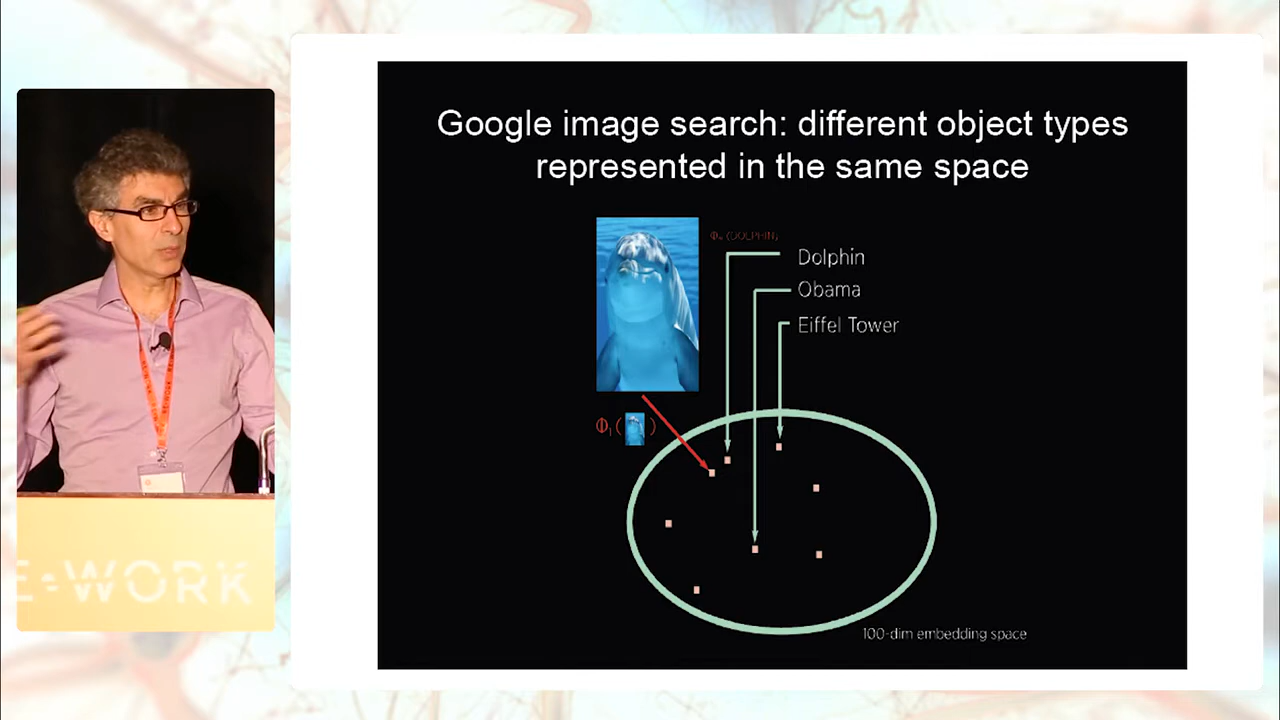 Google image search: different object types
represented in the same space
Φw (DOLPHIN)
Dolphin
Obama
Eiffel Tower
ΦI ( )
100-dim embedding space
E•WORK